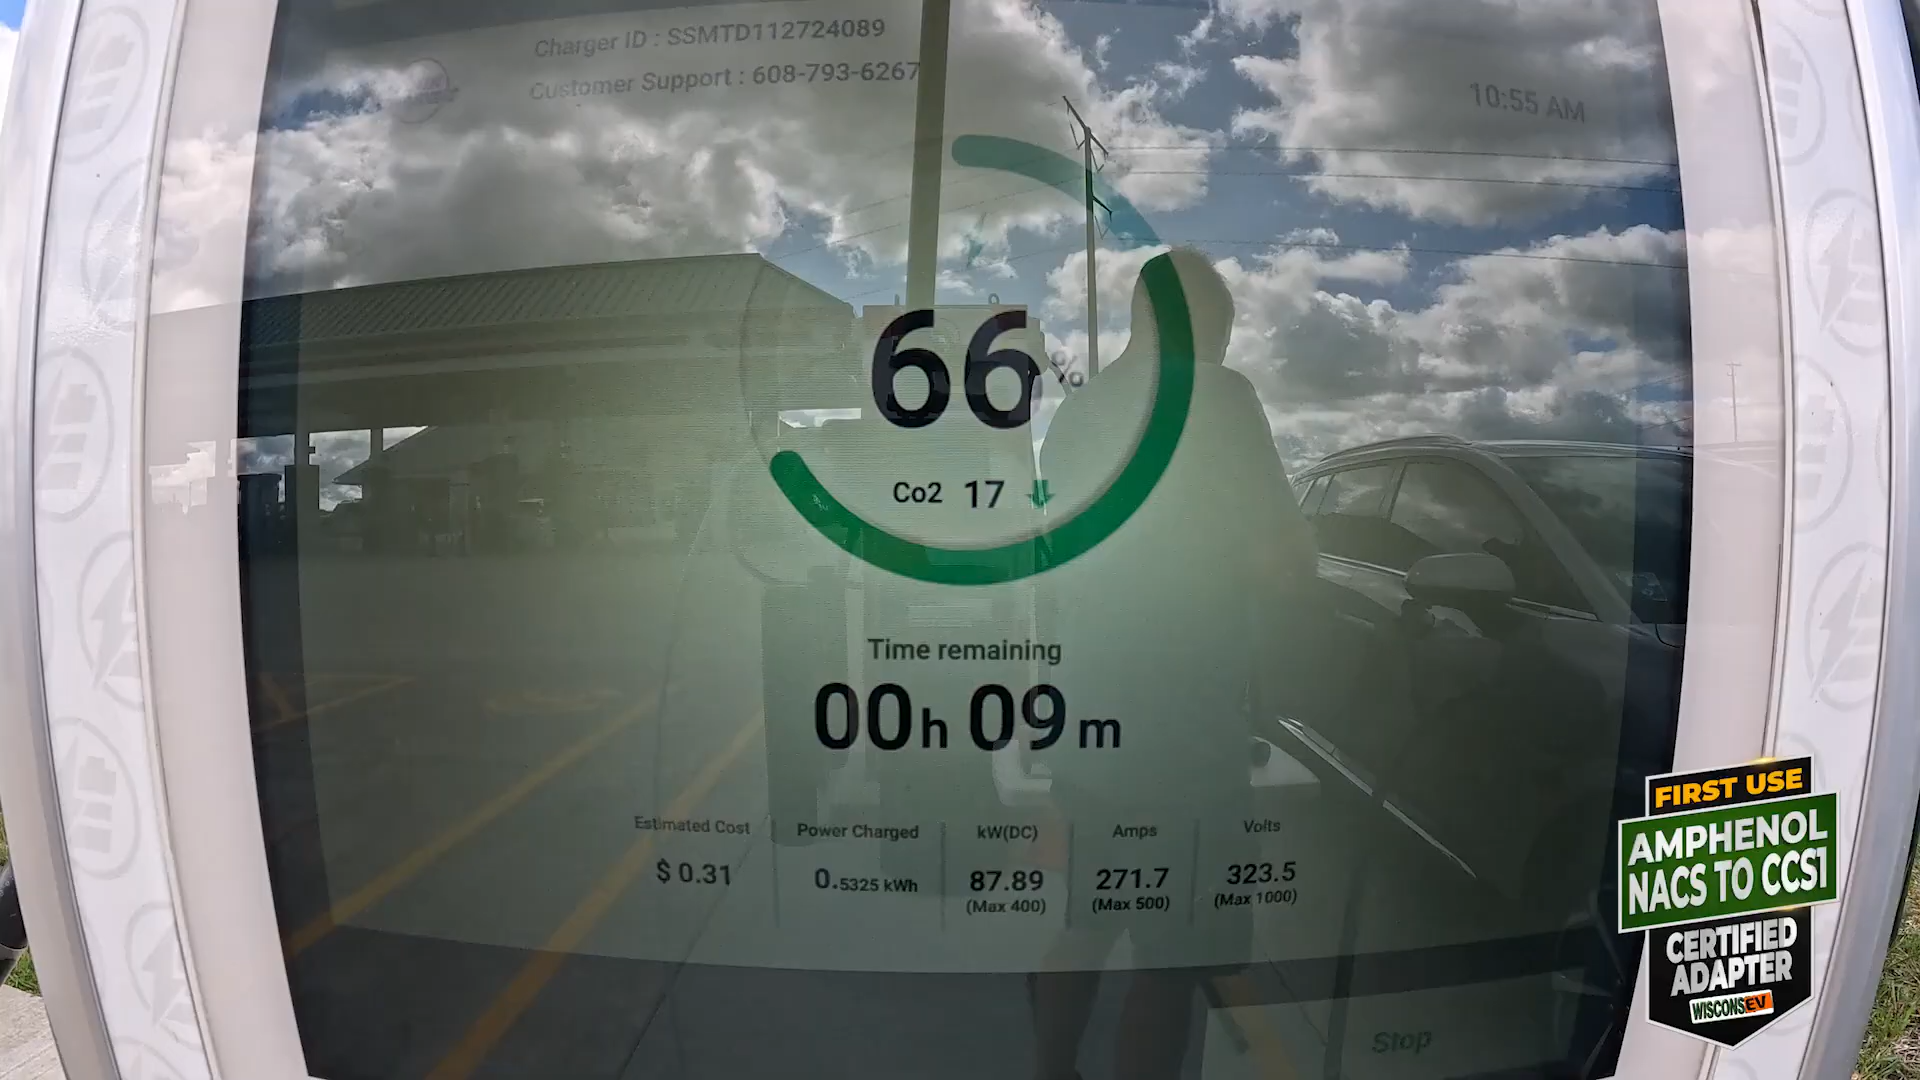 Charger ID : SSMTD112724089
Customer Support : 608-793-6267
10:55 AM
66%
Co2 17
Time remaining
00h 09m
Estimated Cost
$ 0.31
Power Charged
0.5325 kWh
kW(DC)
87.89
(Max 400)
Amps
271.7
(Max 500)
Volts
323.5
(Max 1000)
Stop
FIRST USE
AMPHENOL
NACS TO CCS1
CERTIFIED
ADAPTER
WISCONSEV